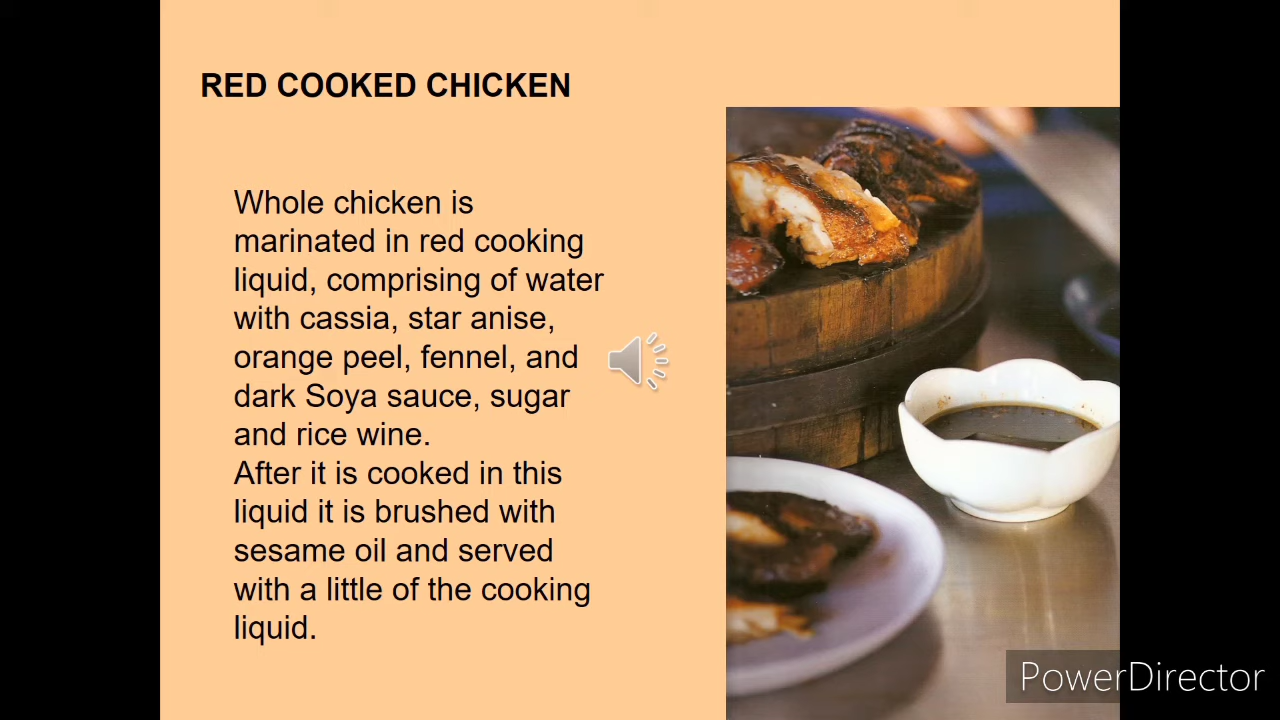 RED COOKED CHICKEN
Whole chicken is
marinated in red cooking
liquid, comprising of water
with cassia, star anise,
orange peel, fennel, and
dark Soya sauce, sugar
and rice wine.
After it is cooked in this
liquid it is brushed with
sesame oil and served
with a little of the cooking
liquid.
PowerDirector